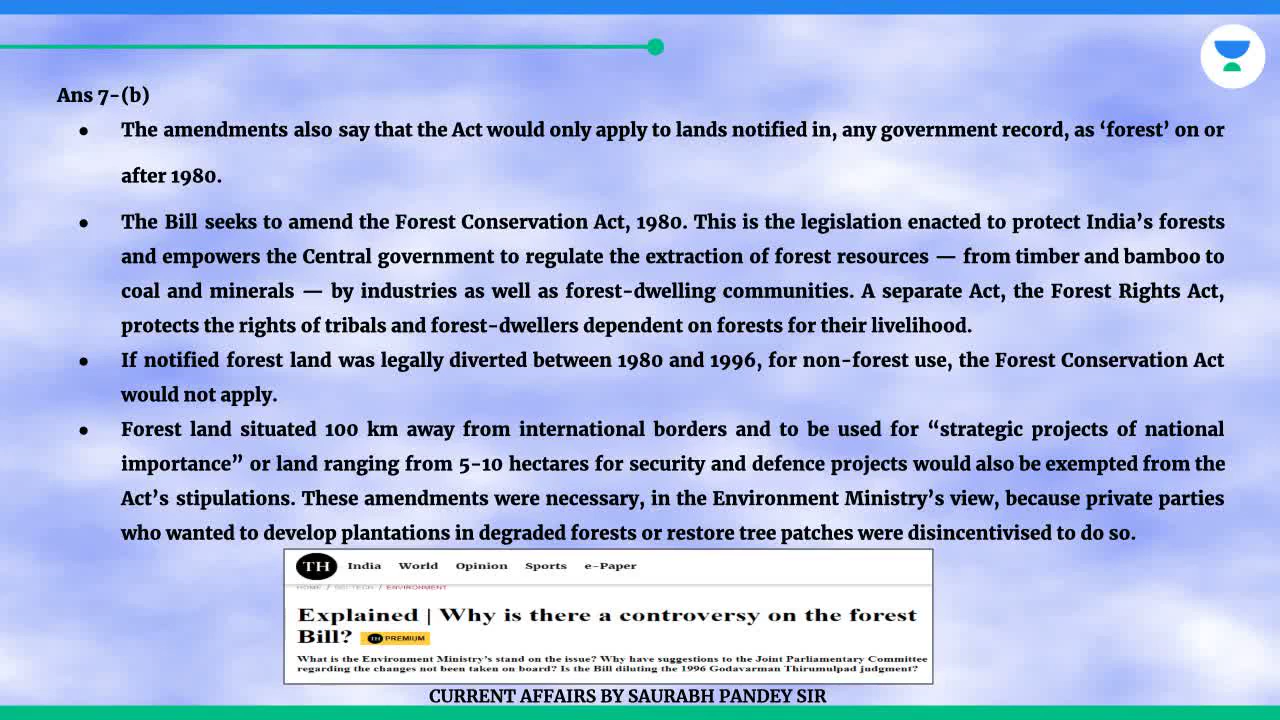 Ans 7-(b)
● The amendments also say that the Act would only apply to lands notified in, any government record, as ‘forest’ on or
after 1980.
● The Bill seeks to amend the Forest Conservation Act, 1980. This is the legislation enacted to protect India’s forests
and empowers the Central government to regulate the extraction of forest resources — from timber and bamboo to
coal and minerals — by industries as well as forest-dwelling communities. A separate Act, the Forest Rights Act,
protects the rights of tribals and forest-dwellers dependent on forests for their livelihood.
● If notified forest land was legally diverted between 1980 and 1996, for non-forest use, the Forest Conservation Act
would not apply.
● Forest land situated 100 km away from international borders and to be used for “strategic projects of national
importance” or land ranging from 5-10 hectares for security and defence projects would also be exempted from the
Act’s stipulations. These amendments were necessary, in the Environment Ministry’s view, because private parties
who wanted to develop plantations in degraded forests or restore tree patches were disincentivised to do so.
TH India World Opinion Sports e-Paper
HOME / SCI-TECH / ENVIRONMENT
Explained | Why is there a controversy on the forest
Bill? TH PREMIUM
What is the Environment Ministry’s stand on the issue? Why have suggestions to the Joint Parliamentary Committee
regarding the changes not been taken on board? Is the Bill diluting the 1996 Godavarman Thirumulpad judgment?
CURRENT AFFAIRS BY SAURABH PANDEY SIR